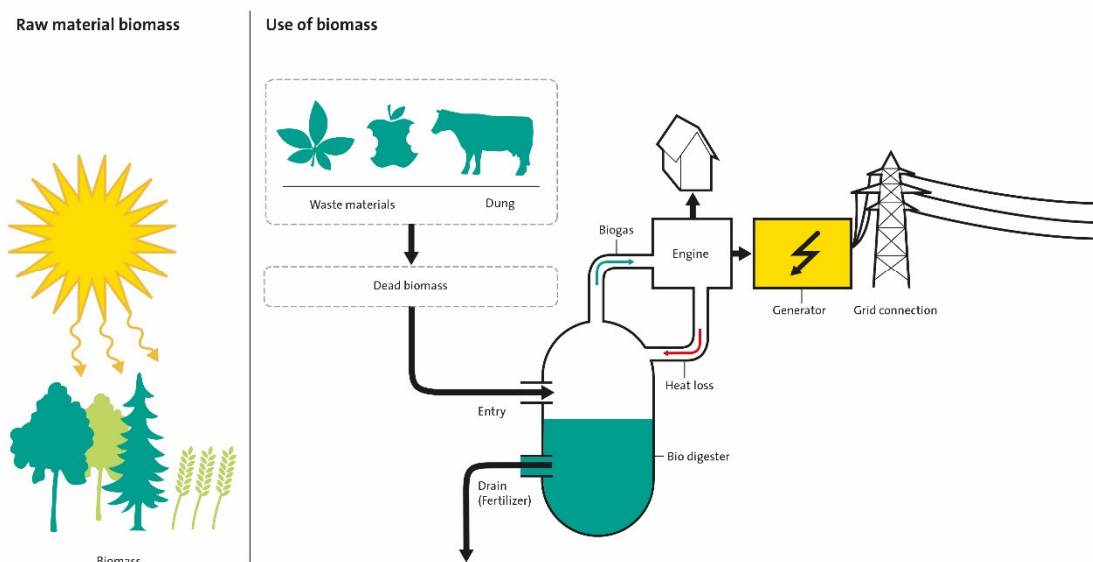 Raw material biomass
Use of biomass
Waste materials
Dung
Dead biomass
Biogas
Engine
Generator
Grid connection
Heat loss
Entry
Bio digester
Drain
(Fertilizer)
Biomass